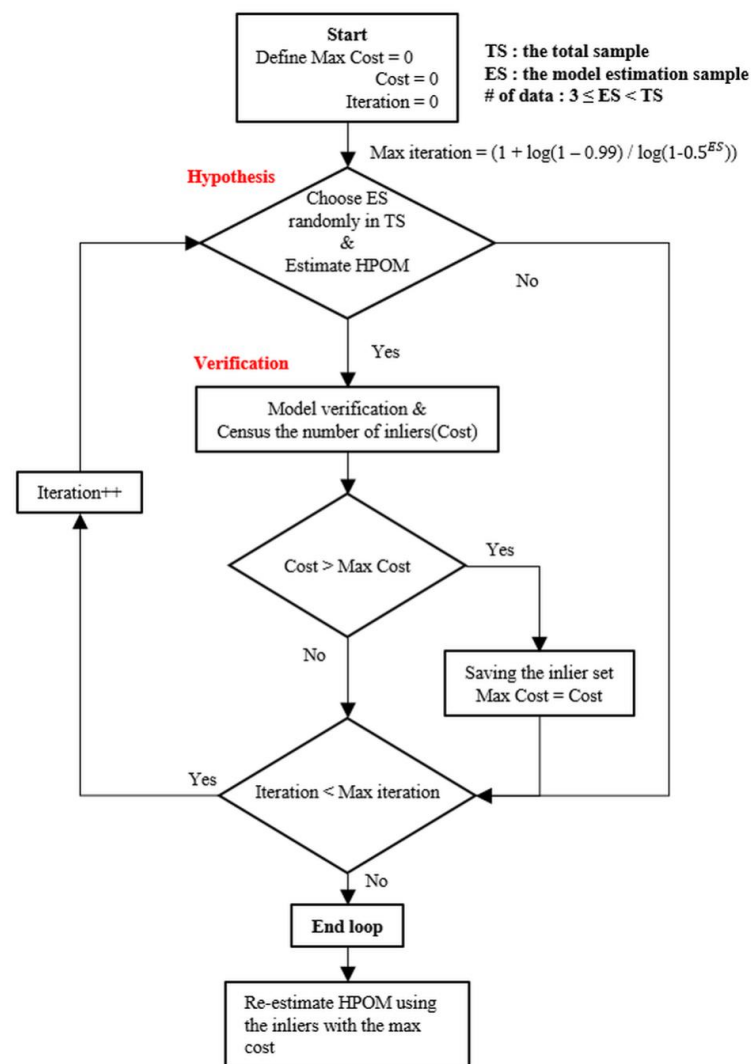 Start
Define Max Cost = 0
Cost = 0
Iteration = 0
TS : the total sample
ES : the model estimation sample
# of data : 3 ≤ ES < TS
Max iteration = (1 + log(1 – 0.99) / log(1-0.5^{ES}))
Hypothesis
Choose ES
randomly in TS
&
Estimate HPOM
No
Yes
Verification
Model verification &
Census the number of inliers(Cost)
Iteration++
Cost > Max Cost
Yes
No
Saving the inlier set
Max Cost = Cost
Yes
Iteration < Max iteration
No
End loop
Re-estimate HPOM using
the inliers with the max
cost